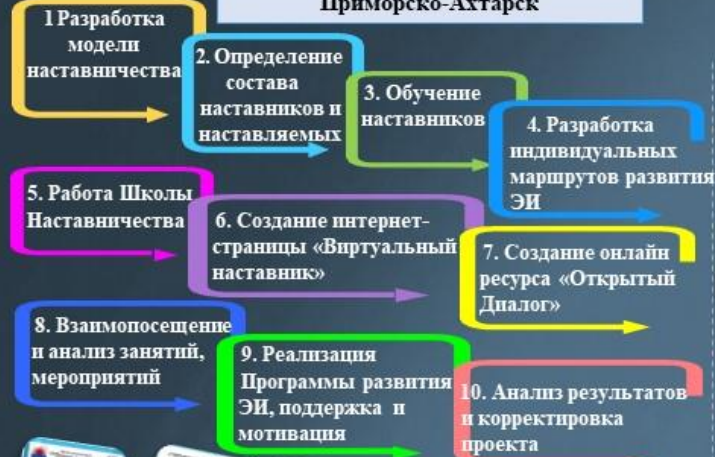 Приморско-Ахтарск
1 Разработка
модели
наставничества
2. Определение
состава
наставников и
наставляемых
3. Обучение
наставников
4. Разработка
индивидуальных
маршрутов развития
ЭИ
5. Работа Школы
Наставничества
6. Создание интернет-
страницы «Виртуальный
наставник»
7. Создание онлайн
ресурса «Открытый
Диалог»
8. Взаимопосещение
и анализ занятий,
мероприятий
9. Реализация
Программы развития
ЭИ, поддержка и
мотивация
10. Анализ результатов
и корректировка
проекта